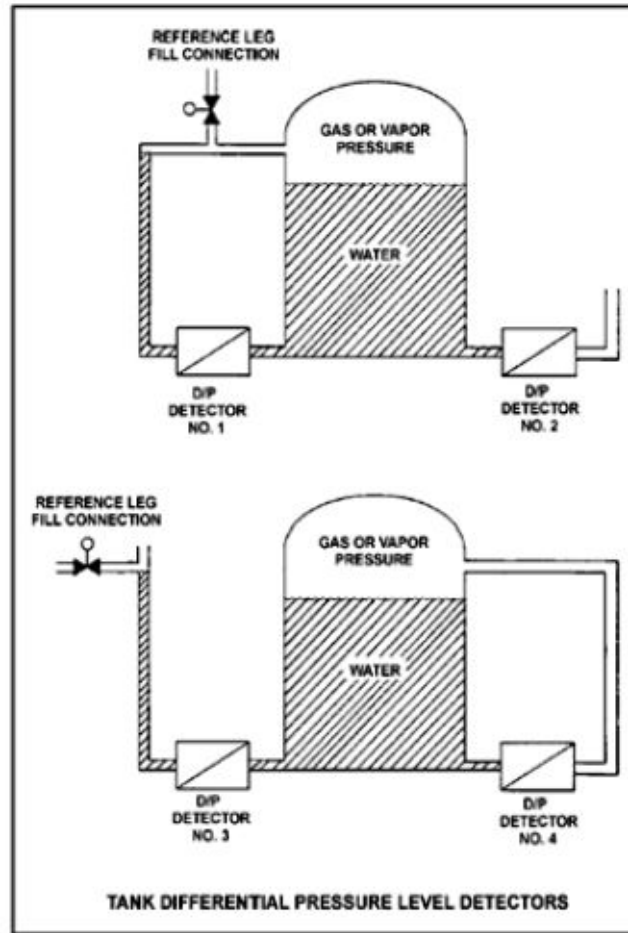 REFERENCE LEG
FILL CONNECTION
GAS OR VAPOR
PRESSURE
WATER
D/P
DETECTOR
NO. 1
D/P
DETECTOR
NO. 2
REFERENCE LEG
FILL CONNECTION
GAS OR VAPOR
PRESSURE
WATER
D/P
DETECTOR
NO. 3
D/P
DETECTOR
NO. 4
TANK DIFFERENTIAL PRESSURE LEVEL DETECTORS